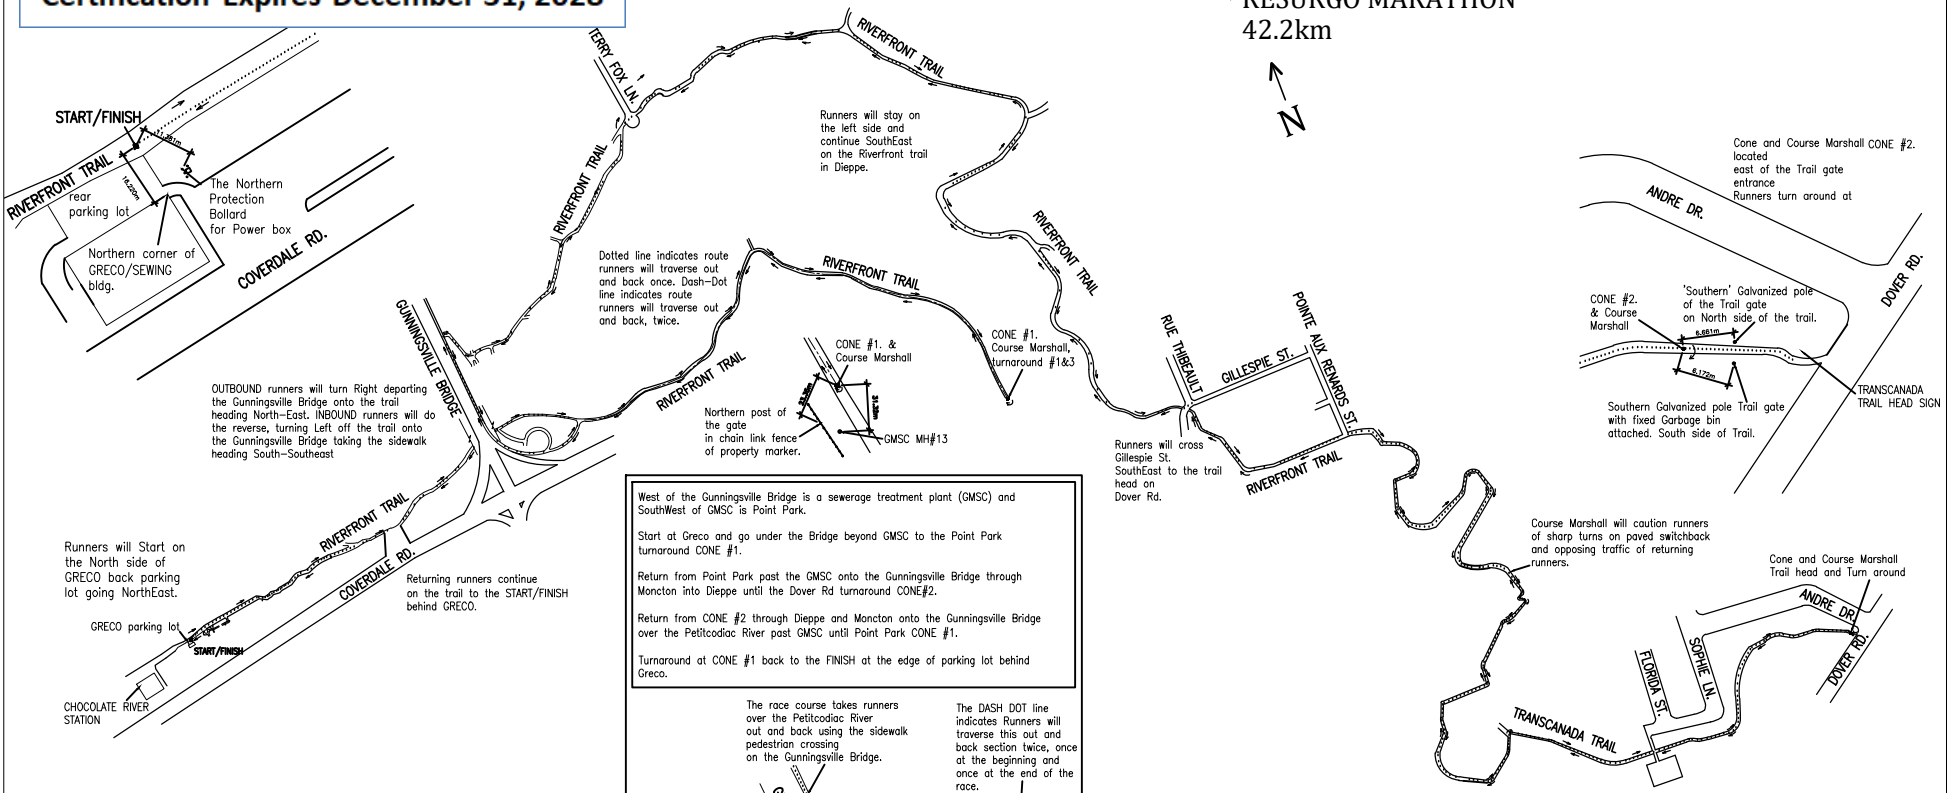 Certification Expires December 31, 2028
RESURGO MARATHON
42.2km
N
START/FINISH
11.381m
16.220m
RIVERFRONT TRAIL
rear
parking lot
The Northern
Protection
Bollard
for Power box
Northern corner of
GRECO/SEWING
bldg.
COVERDALE RD.
TERRY FOX LN.
RIVERFRONT TRAIL
RIVERFRONT TRAIL
Runners will stay on
the left side and
continue SouthEast
on the Riverfront trail
in Dieppe.
Dotted line indicates route
runners will traverse out
and back once. Dash-Dot
line indicates route
runners will traverse out
and back, twice.
RIVERFRONT TRAIL
RIVERFRONT TRAIL
GUNNINGSVILLE BRIDGE
CONE #1. &
Course Marshall
CONE #1.
Course Marshall,
turnaround #1&3
OUTBOUND runners will turn Right departing
the Gunningsville Bridge onto the trail
heading North-East. INBOUND runners will do
the reverse, turning Left off the trail onto
the Gunningsville Bridge taking the sidewalk
heading South-Southeast
RIVERFRONT TRAIL
Northern post of
the gate
in chain link fence
of property marker.
GMSC MH#13
RUE THIBEAULT
GILLESPIE ST.
POINTE AUX RENARDS ST.
Runners will cross
Gillespie St.
SouthEast to the trail
head on
Dover Rd.
RIVERFRONT TRAIL
Cone and Course Marshall CONE #2.
located
east of the Trail gate
entrance
Runners turn around at
ANDRE DR.
DOVER RD.
CONE #2.
& Course
Marshall
'Southern' Galvanized pole
of the Trail gate
on North side of the trail.
6.661m
6.172m
TRANSCANADA
TRAIL HEAD SIGN
Southern Galvanized pole Trail gate
with fixed Garbage bin
attached. South side of Trail.
West of the Gunningsville Bridge is a sewerage treatment plant (GMSC) and
SouthWest of GMSC is Point Park.
Start at Greco and go under the Bridge beyond GMSC to the Point Park
turnaround CONE #1.
Return from Point Park past the GMSC onto the Gunningsville Bridge through
Moncton into Dieppe until the Dover Rd turnaround CONE#2.
Return from CONE #2 through Dieppe and Moncton onto the Gunningsville Bridge
over the Petitcodiac River past GMSC until Point Park CONE #1.
Turnaround at CONE #1 back to the FINISH at the edge of parking lot behind
Greco.
RIVERFRONT TRAIL
COVERDALE RD.
Runners will Start on
the North side of
GRECO back parking
lot going NorthEast.
Returning runners continue
on the trail to the START/FINISH
behind GRECO.
GRECO parking lot
START/FINISH
CHOCOLATE RIVER
STATION
Course Marshall will caution runners
of sharp turns on paved switchback
and opposing traffic of returning
runners.
Cone and Course Marshall
Trail head and Turn around
ANDRE DR.
DOVER RD.
SOPHIE LN.
FLORIDA ST.
TRANSCANADA TRAIL
The race course takes runners
over the Petitcodiac River
out and back using the sidewalk
pedestrian crossing
on the Gunningsville Bridge.
The DASH DOT line
indicates Runners will
traverse this out and
back section twice, once
at the beginning and
once at the end of the
race.